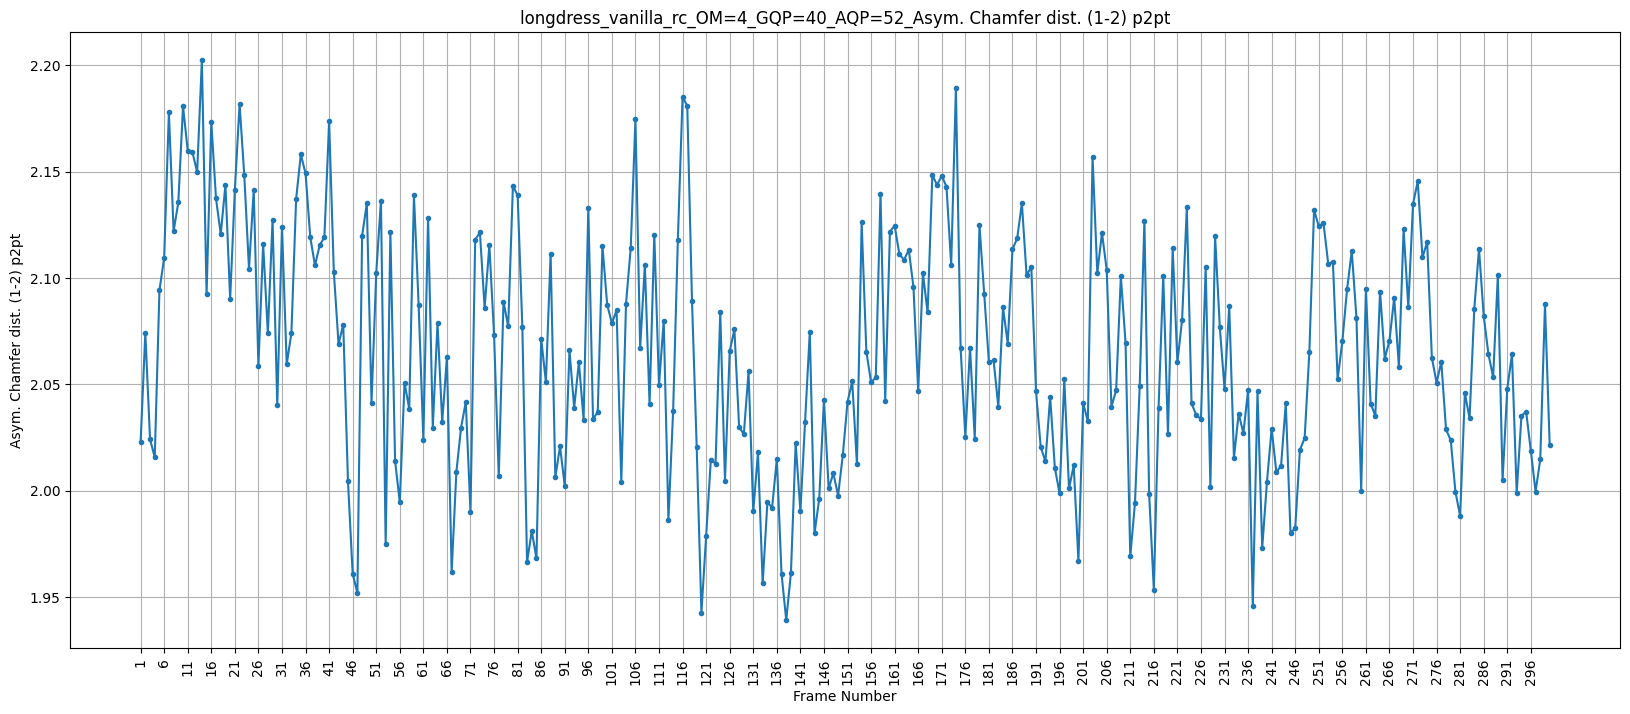 longdress_vanilla_rc_OM=4_GQP=40_AQP=52_Asym. Chamfer dist. (1-2) p2pt
Asym. Chamfer dist. (1-2) p2pt
2.20
2.15
2.10
2.05
2.00
1.95
1 6 11 16 21 26 31 36 41 46 51 56 61 66 71 76 81 86 91 96 101 106 111 116 121 126 131 136 141 146 151 156 161 166 171 176 181 186 191 196 201 206 211 216 221 226 231 236 241 246 251 256 261 266 271 276 281 286 291 296
Frame Number